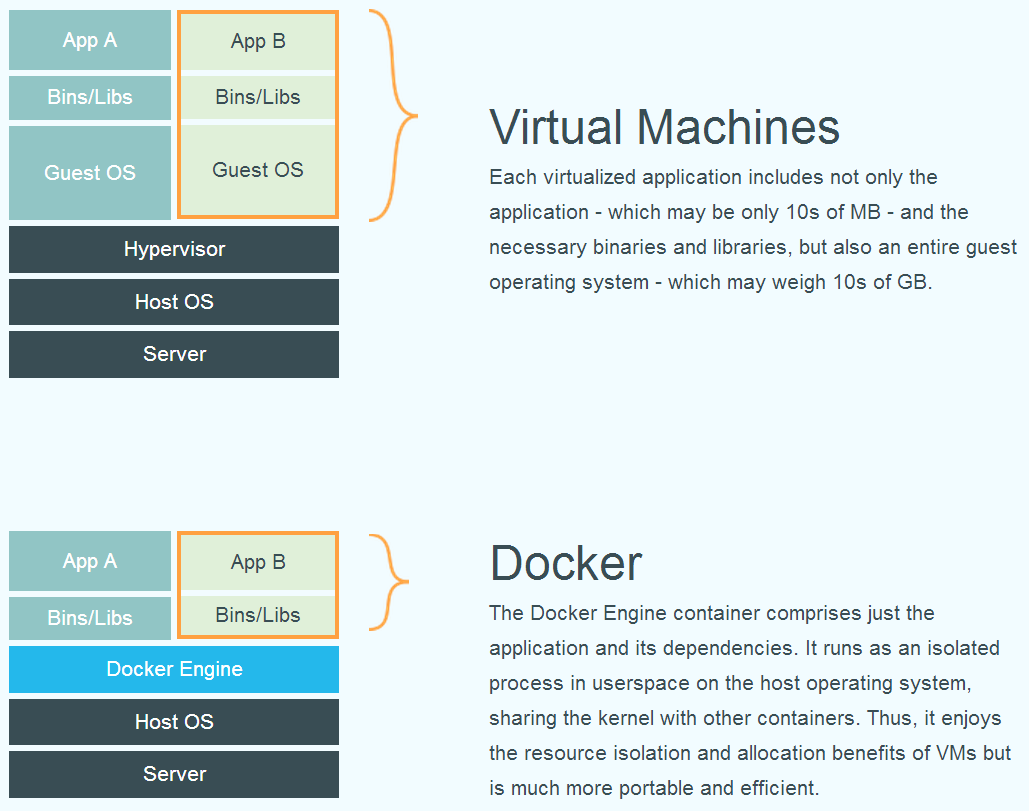 App A
App B
Bins/Libs
Bins/Libs
Guest OS
Guest OS
Hypervisor
Host OS
Server
Virtual Machines
Each virtualized application includes not only the
application - which may be only 10s of MB - and the
necessary binaries and libraries, but also an entire guest
operating system - which may weigh 10s of GB.
App A
App B
Bins/Libs
Bins/Libs
Docker Engine
Host OS
Server
Docker
The Docker Engine container comprises just the
application and its dependencies. It runs as an isolated
process in userspace on the host operating system,
sharing the kernel with other containers. Thus, it enjoys
the resource isolation and allocation benefits of VMs but
is much more portable and efficient.